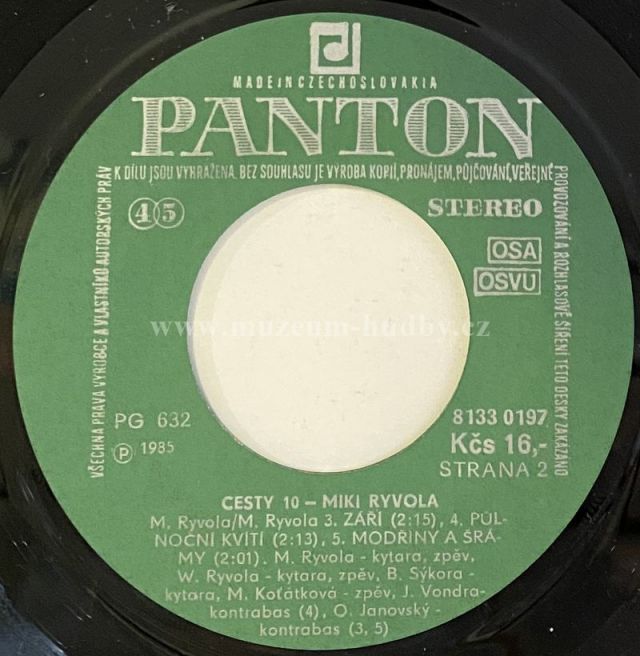 MADE IN CZECHOSLOVAKIA
PANTON
VŠECHNA PRÁVA VÝROBCE A VLASTNÍKŮ AUTORSKÝCH PRÁV
K DÍLU JSOU VYHRAŽENA. BEZ SOUHLASU JE VÝROBA KOPIÍ, PRONÁJEM, PŮJČOVÁNÍ, VEŘEJNÉ
PROVOZOVÁNÍ A ROZHLASOVÉ ŠÍŘENÍ TÉTO DESKY ZAKÁZÁNO
45
STEREO
OSA
OSVU
www.muzeum-hudby.cz
PG 632
℗ 1985
8133 0197
Kčs 16,-
STRANA 2
CESTY 10 – MIKI RYVOLA
M. Ryvola/M. Ryvola 3. ZÁŘÍ (2:15), 4. PŮL-
NOČNÍ KVÍTÍ (2:13), 5. MODŘINY A ŠRÁ-
MY (2:01). M. Ryvola - kytara, zpěv,
W. Ryvola - kytara, zpěv, B. Sýkora -
kytara, M. Koťátková - zpěv, J. Vondra-
kontrabas (4), O. Janovský -
kontrabas (3, 5)